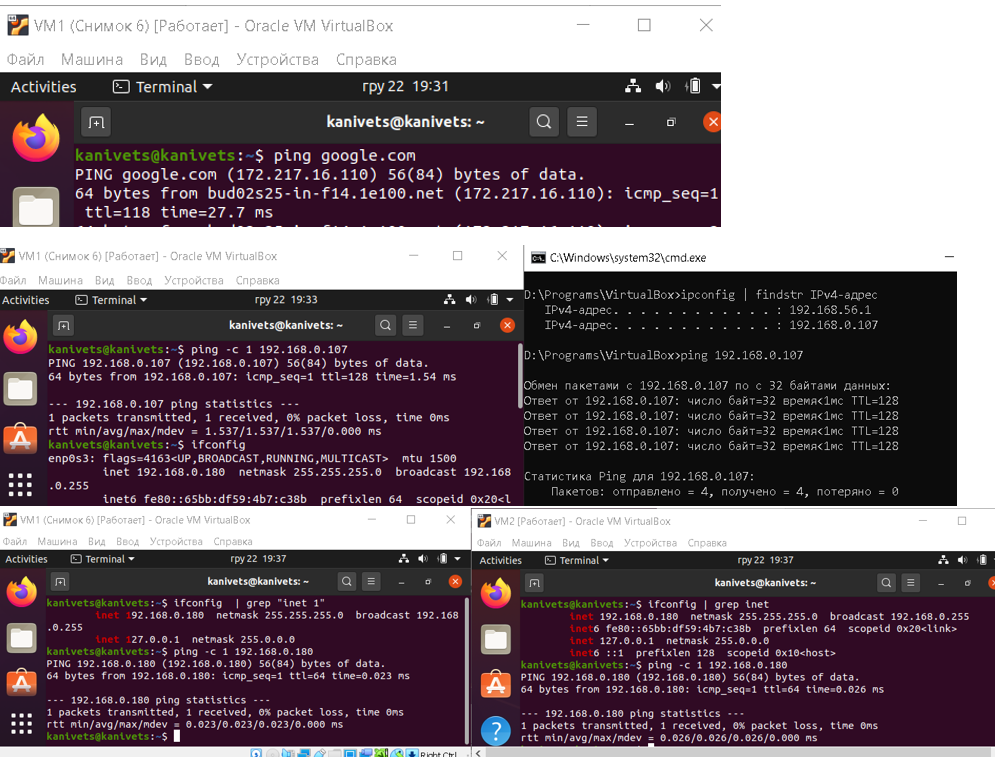 VM1 (Снимок 6) [Работает] - Oracle VM VirtualBox
Файл Машина Вид Ввод Устройства Справка
Activities Terminal гру 22 19:31
kanivets@kanivets: ~
kanivets@kanivets:~$ ping google.com
PING google.com (172.217.16.110) 56(84) bytes of data.
64 bytes from bud02s25-in-f14.1e100.net (172.217.16.110): icmp_seq=1
ttl=118 time=27.7 ms
VM1 (Снимок 6) [Работает] - Oracle VM VirtualBox
Файл Машина Вид Ввод Устройства Справка
Activities Terminal гру 22 19:33
kanivets@kanivets: ~
kanivets@kanivets:~$ ping -c 1 192.168.0.107
PING 192.168.0.107 (192.168.0.107) 56(84) bytes of data.
64 bytes from 192.168.0.107: icmp_seq=1 ttl=128 time=1.54 ms
--- 192.168.0.107 ping statistics ---
1 packets transmitted, 1 received, 0% packet loss, time 0ms
rtt min/avg/max/mdev = 1.537/1.537/1.537/0.000 ms
kanivets@kanivets:~$ ifconfig
enp0s3: flags=4163<UP,BROADCAST,RUNNING,MULTICAST> mtu 1500
inet 192.168.0.180 netmask 255.255.255.0 broadcast 192.168
.0.255
inet6 fe80::65bb:df59:4b7:c38b prefixlen 64 scopeid 0x20<l
C:\Windows\system32\cmd.exe
D:\Programs\VirtualBox>ipconfig | findstr IPv4-адрес
IPv4-адрес. . . . . . . . . . . . : 192.168.56.1
IPv4-адрес. . . . . . . . . . . . : 192.168.0.107
D:\Programs\VirtualBox>ping 192.168.0.107
Обмен пакетами с 192.168.0.107 по с 32 байтами данных:
Ответ от 192.168.0.107: число байт=32 время<1мс TTL=128
Ответ от 192.168.0.107: число байт=32 время<1мс TTL=128
Ответ от 192.168.0.107: число байт=32 время<1мс TTL=128
Ответ от 192.168.0.107: число байт=32 время<1мс TTL=128
Статистика Ping для 192.168.0.107:
Пакетов: отправлено = 4, получено = 4, потеряно = 0
VM1 (Снимок 6) [Работает] - Oracle VM VirtualBox
Файл Машина Вид Ввод Устройства Справка
Activities Terminal гру 22 19:37
kanivets@kanivets: ~
kanivets@kanivets:~$ ifconfig | grep "inet 1"
inet 192.168.0.180 netmask 255.255.255.0 broadcast 192.168
.0.255
inet 127.0.0.1 netmask 255.0.0.0
kanivets@kanivets:~$ ping -c 1 192.168.0.180
PING 192.168.0.180 (192.168.0.180) 56(84) bytes of data.
64 bytes from 192.168.0.180: icmp_seq=1 ttl=64 time=0.023 ms
--- 192.168.0.180 ping statistics ---
1 packets transmitted, 1 received, 0% packet loss, time 0ms
rtt min/avg/max/mdev = 0.023/0.023/0.023/0.000 ms
kanivets@kanivets:~$
Right Ctrl
VM2 [Работает] - Oracle VM VirtualBox
Файл Машина Вид Ввод Устройства Справка
Activities Terminal гру 22 19:37
kanivets@kanivets: ~
kanivets@kanivets:~$ ifconfig | grep inet
inet 192.168.0.180 netmask 255.255.255.0 broadcast 192.168.0.255
inet6 fe80::65bb:df59:4b7:c38b prefixlen 64 scopeid 0x20<link>
inet 127.0.0.1 netmask 255.0.0.0
inet6 ::1 prefixlen 128 scopeid 0x10<host>
kanivets@kanivets:~$ ping -c 1 192.168.0.180
PING 192.168.0.180 (192.168.0.180) 56(84) bytes of data.
64 bytes from 192.168.0.180: icmp_seq=1 ttl=64 time=0.026 ms
--- 192.168.0.180 ping statistics ---
1 packets transmitted, 1 received, 0% packet loss, time 0ms
rtt min/avg/max/mdev = 0.026/0.026/0.026/0.000 ms